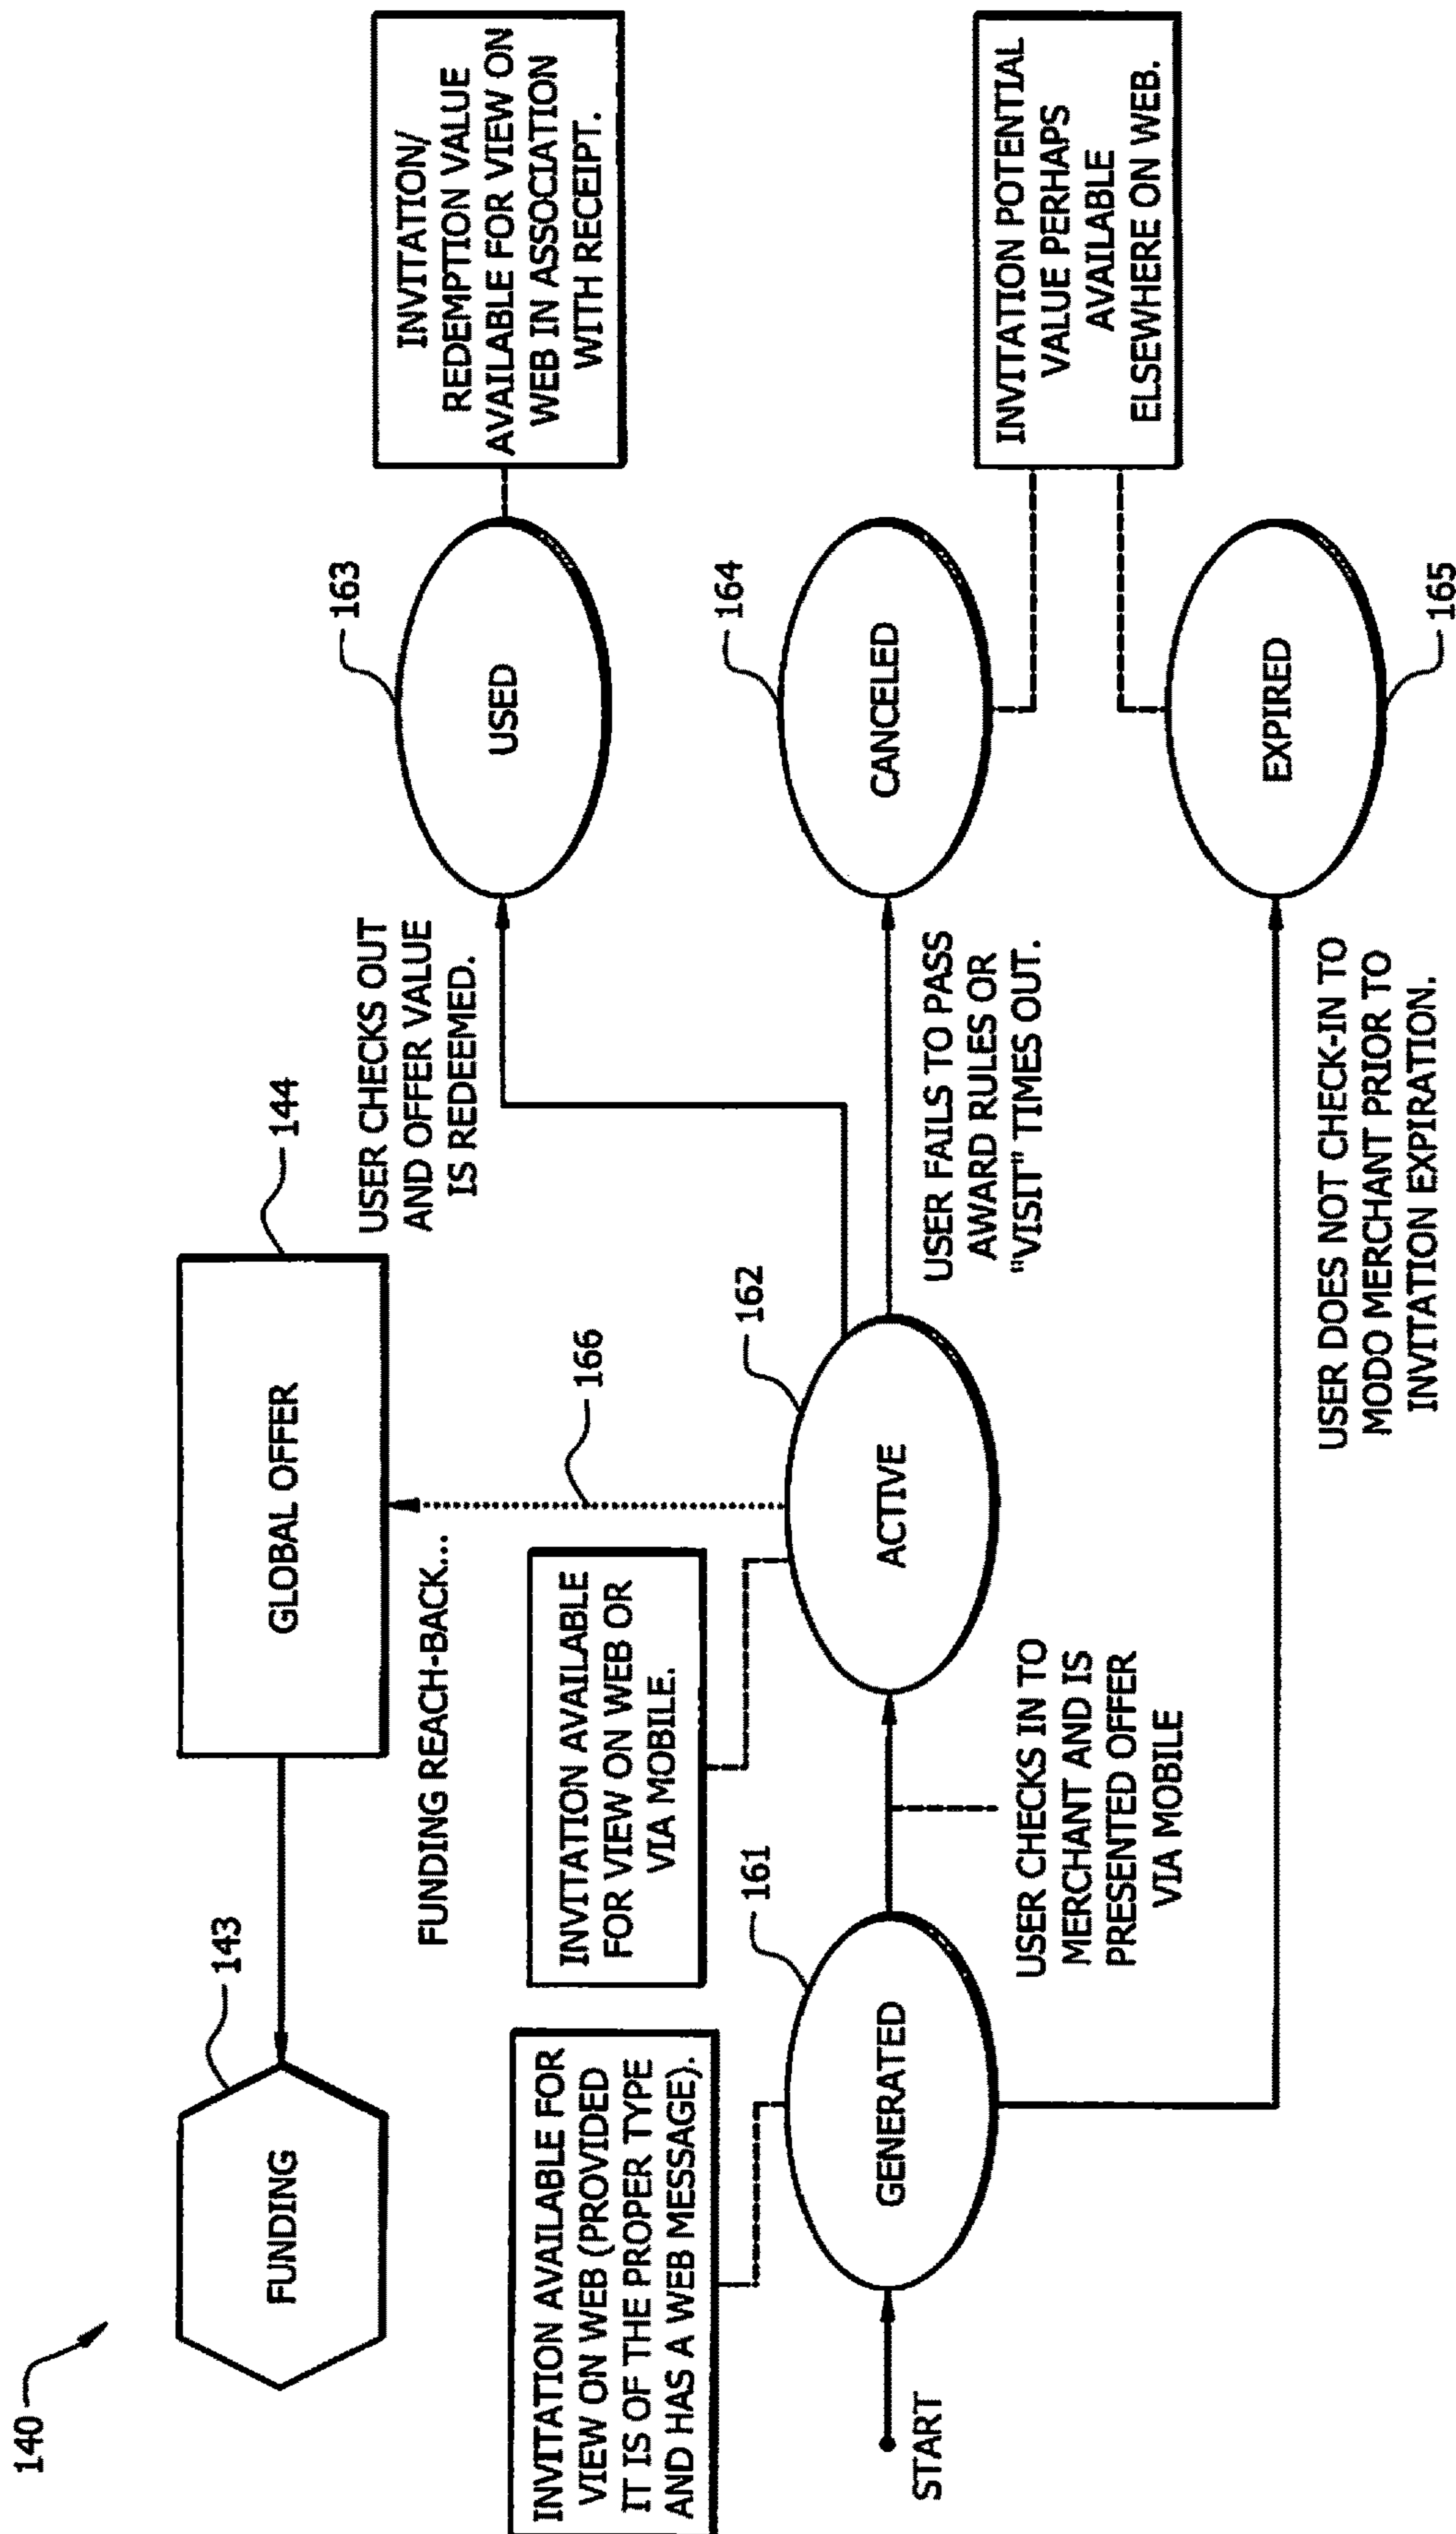 140
FUNDING
143
GLOBAL OFFER
144
FUNDING REACH-BACK...
166
INVITATION AVAILABLE FOR
VIEW ON WEB (PROVIDED
IT IS OF THE PROPER TYPE
AND HAS A WEB MESSAGE).
INVITATION AVAILABLE
FOR VIEW ON WEB OR
VIA MOBILE.
START
GENERATED
161
USER CHECKS IN TO
MERCHANT AND IS
PRESENTED OFFER
VIA MOBILE
ACTIVE
162
USER CHECKS OUT
AND OFFER VALUE
IS REDEEMED.
USED
163
INVITATION/
REDEMPTION VALUE
AVAILABLE FOR VIEW ON
WEB IN ASSOCIATION
WITH RECEIPT.
USER FAILS TO PASS
AWARD RULES OR
"VISIT" TIMES OUT.
CANCELED
164
INVITATION POTENTIAL
VALUE PERHAPS
AVAILABLE
ELSEWHERE ON WEB.
USER DOES NOT CHECK-IN TO
MODO MERCHANT PRIOR TO
INVITATION EXPIRATION.
EXPIRED
165